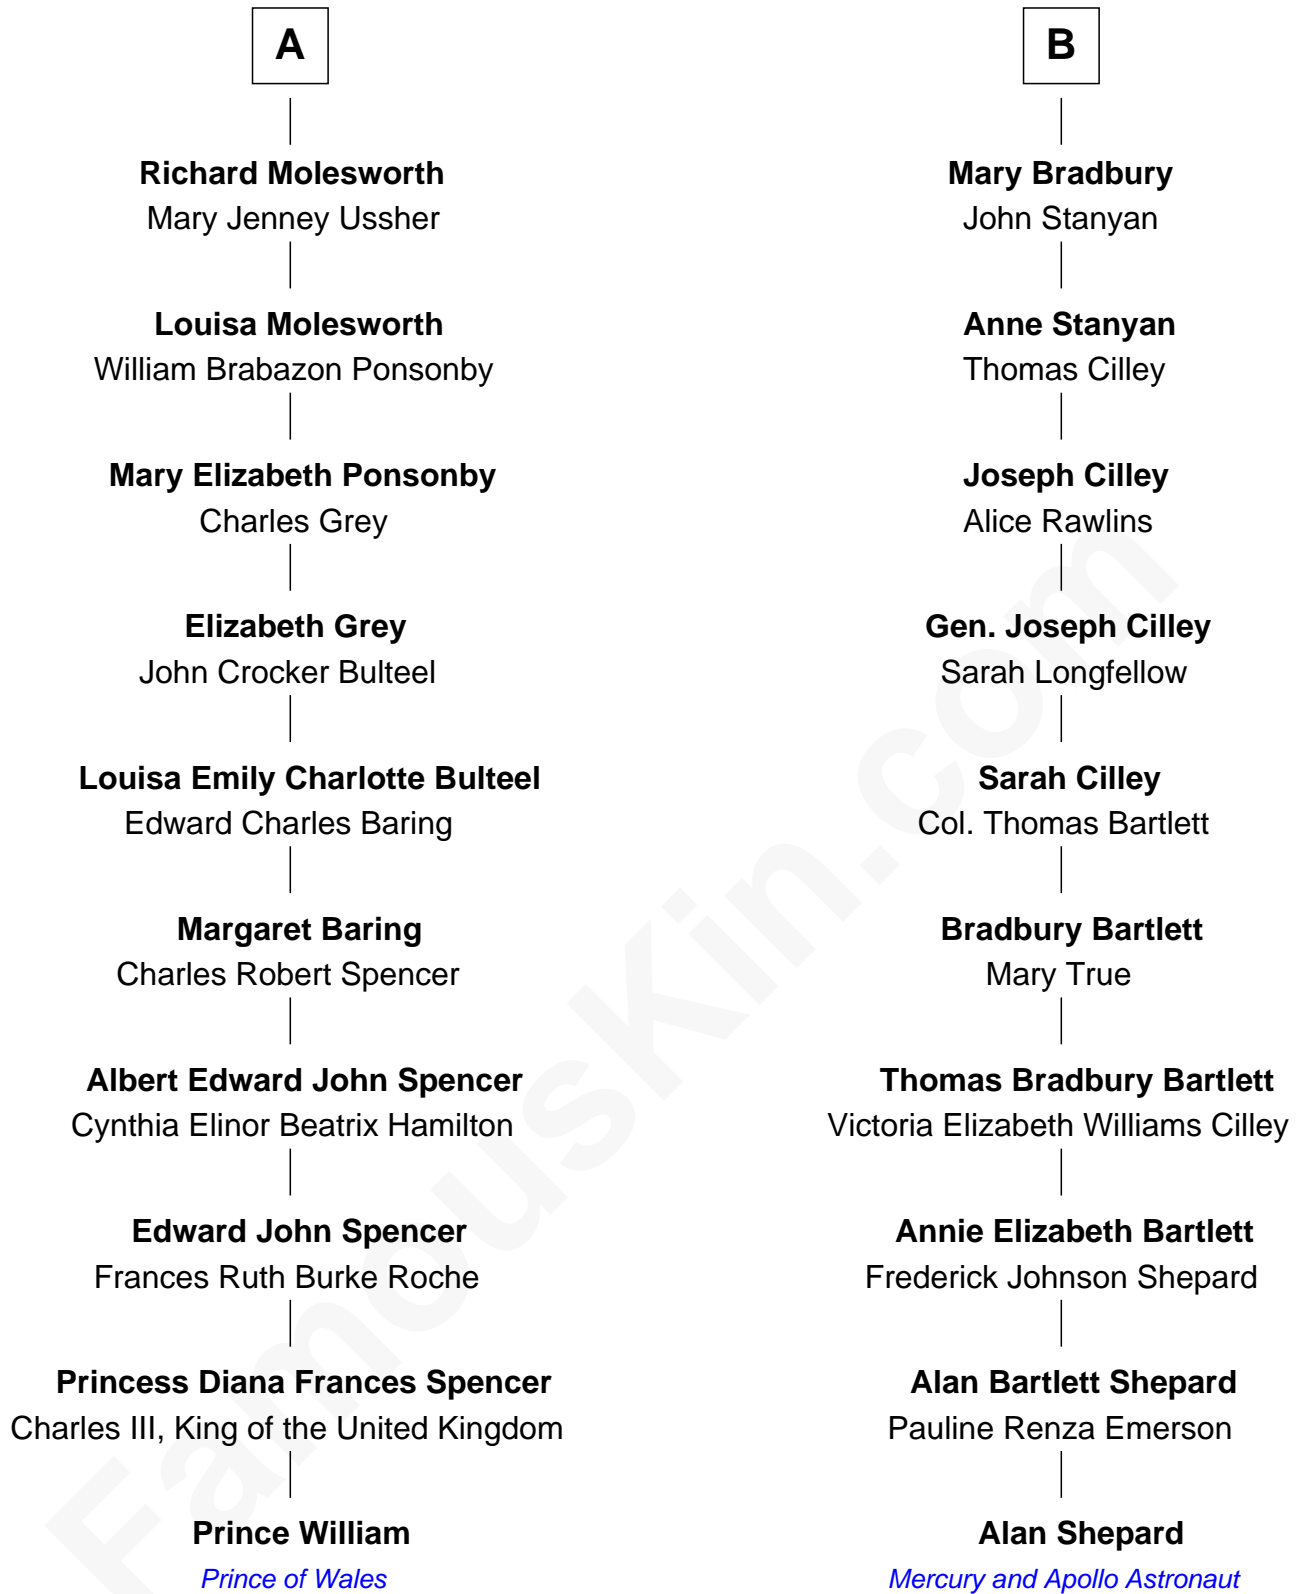 A
Richard Molesworth
Mary Jenney Ussher
Louisa Molesworth
William Brabazon Ponsonby
Mary Elizabeth Ponsonby
Charles Grey
Elizabeth Grey
John Crocker Bulteel
Louisa Emily Charlotte Bulteel
Edward Charles Baring
Margaret Baring
Charles Robert Spencer
Albert Edward John Spencer
Cynthia Elinor Beatrix Hamilton
Edward John Spencer
Frances Ruth Burke Roche
Princess Diana Frances Spencer
Charles III, King of the United Kingdom
Prince William
Prince of Wales
B
Mary Bradbury
John Stanyan
Anne Stanyan
Thomas Cilley
Joseph Cilley
Alice Rawlins
Gen. Joseph Cilley
Sarah Longfellow
Sarah Cilley
Col. Thomas Bartlett
Bradbury Bartlett
Mary True
Thomas Bradbury Bartlett
Victoria Elizabeth Williams Cilley
Annie Elizabeth Bartlett
Frederick Johnson Shepard
Alan Bartlett Shepard
Pauline Renza Emerson
Alan Shepard
Mercury and Apollo Astronaut
FamousKin.com